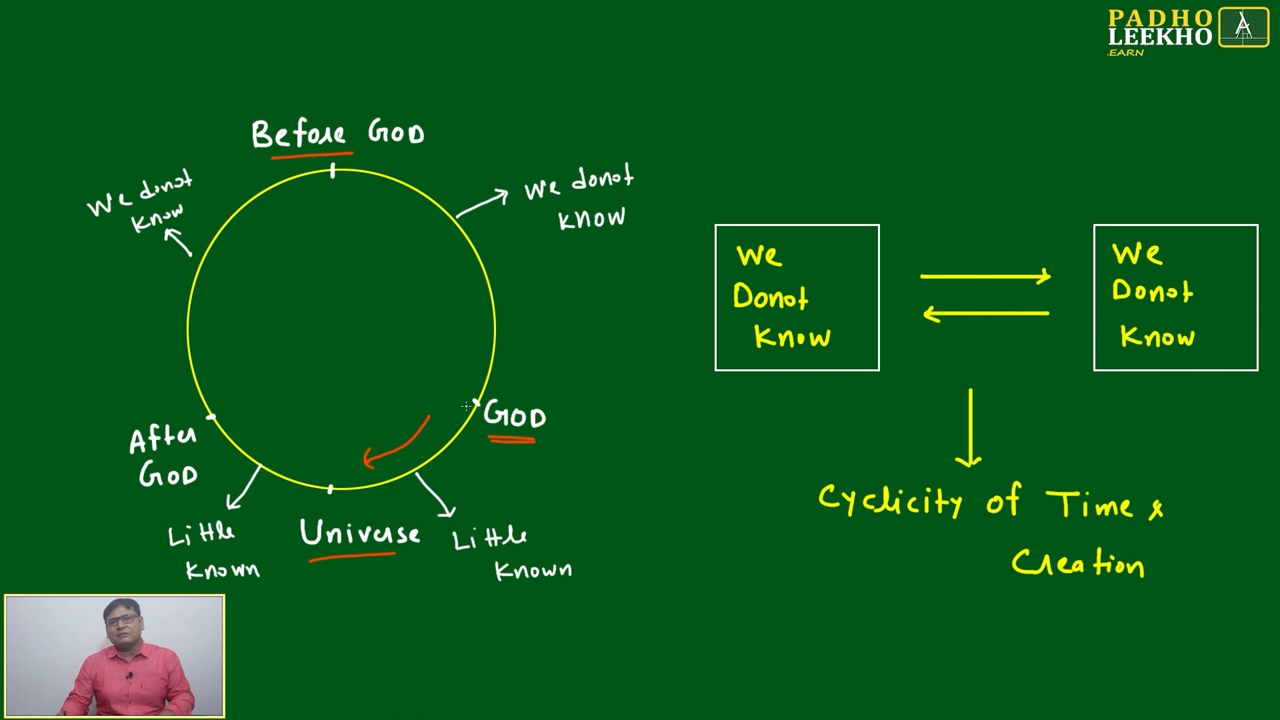 PADHO
LEEKHO
.EARN
Before GOD
We donot
know
We donot
know
GOD
After
GOD
Universe
Little
known
Little
known
We
Donot
know
We
Donot
know
Cyclicity of Time &
Creation